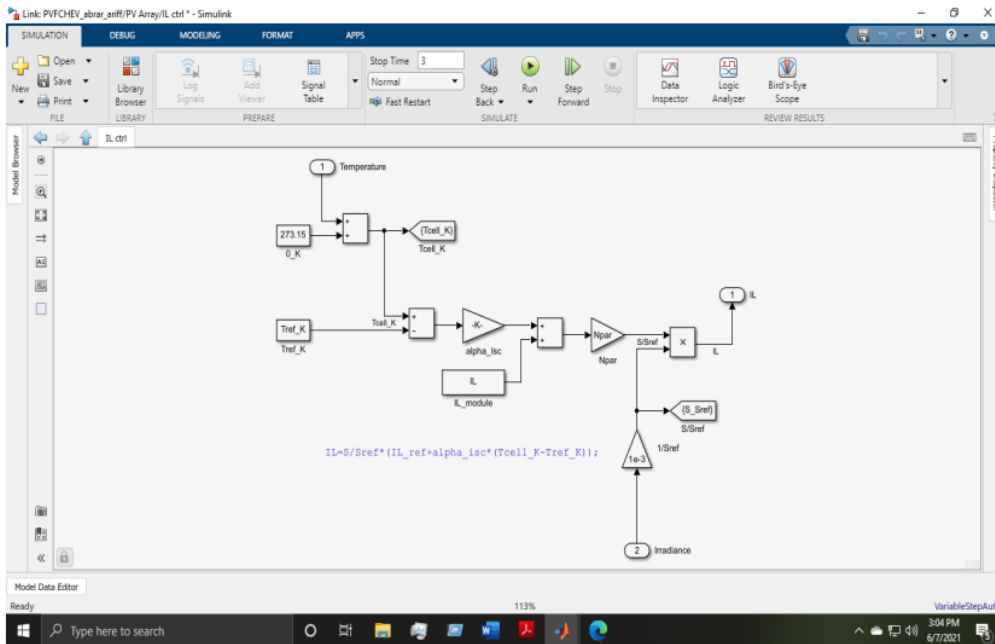 Link: PVFCHEV_abrar_ariff/PV Array/IL ctrl * - Simulink
SIMULATION DEBUG MODELING FORMAT APPS
New
Open
Save
Print
FILE
Library Browser
LIBRARY
Log Signals
Add Viewer
Signal Table
PREPARE
Stop Time 3
Normal
Fast Restart
Step Back
Run
Step Forward
Stop
SIMULATE
Data Inspector
Logic Analyzer
Bird's-Eye Scope
REVIEW RESULTS
Model Browser
IL ctrl
1 Temperature
273.15
0_K
{Tcell_K}
Tcell_K
Tcell_K
Tref_K
Tref_K
-K-
alpha_Isc
IL
IL_module
Npar
Npar
S/Sref
×
IL
1 IL
{S_Sref}
S/Sref
1e-3
1/Sref
IL=S/Sref*(IL_ref+alpha_isc*(Tcell_K-Tref_K));
2 Irradiance
Model Data Editor
Ready 113% VariableStepAut
Type here to search
3:04 PM
6/7/2021